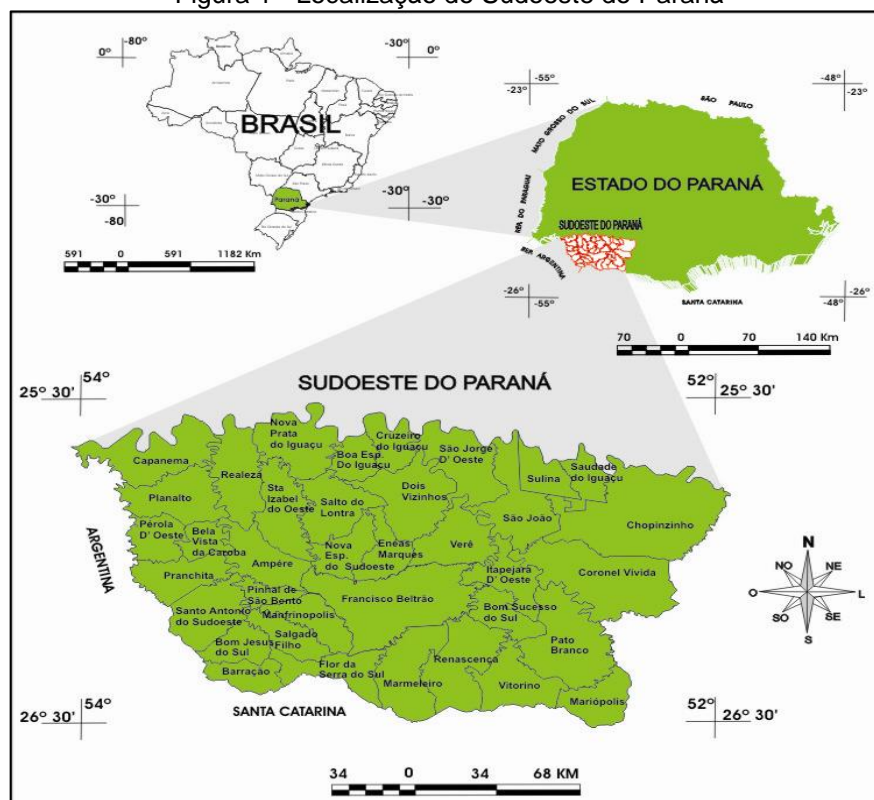 Figura 1 - Localização do Sudoeste do Paraná
-80°
0°
-30°
0°
BRASIL
Paraná
-30°
-80
-30°
591 0 591 1182 Km
-55°
-23°
-48°
-23°
SÃO PAULO
MATO GROSSO DO SUL
REP. DO PARAGUAI
ESTADO DO PARANÁ
SUDOESTE DO PARANÁ
REP. ARGENTINA
-26°
-55°
SANTA CATARINA
-26°
-48°
70 0 70 140 Km
SUDOESTE DO PARANÁ
25° 30'
54°
52°
25° 30'
Capanema
Realeza
Nova
Prata
do Iguaçu
Boa Esp.
Do Iguaçu
Cruzeiro
do Iguaçu
São Jorge
D' Oeste
Sulina
Saudade
do Iguaçu
Planalto
Sta
Izabel
do Oeste
Salto do
Lontra
Dois
Vizinhos
São João
Chopinzinho
Pérola
D' Oeste
Bela
Vista
da Caroba
Ampére
Nova
Esp.
do Sudoeste
Enéas
Marques
Verê
Itapejará
D' Oeste
Coronel Vivida
Pranchita
Pinhal de
São Bento
Manfrinopolis
Francisco Beltrão
Bom Sucesso
do Sul
Santo Antonio
do Sudoeste
Salgado
Filho
Bom Jesus
do Sul
Barração
Flor da
Serra do Sul
Marmeleiro
Renascença
Vitorino
Pato
Branco
Mariópolis
ARGENTINA
SANTA CATARINA
N
NO
NE
O
L
SO
SE
S
26° 30'
54°
52°
26° 30'
34 0 34 68 KM